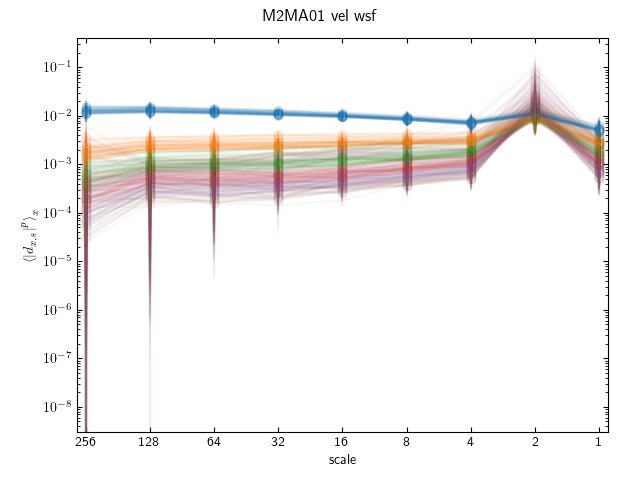 M2MA01 vel wsf
10⁻¹
10⁻²
10⁻³
10⁻⁴
10⁻⁵
10⁻⁶
10⁻⁷
10⁻⁸
⟨|d_{x,s}|^p⟩_x
256 128 64 32 16 8 4 2 1
scale